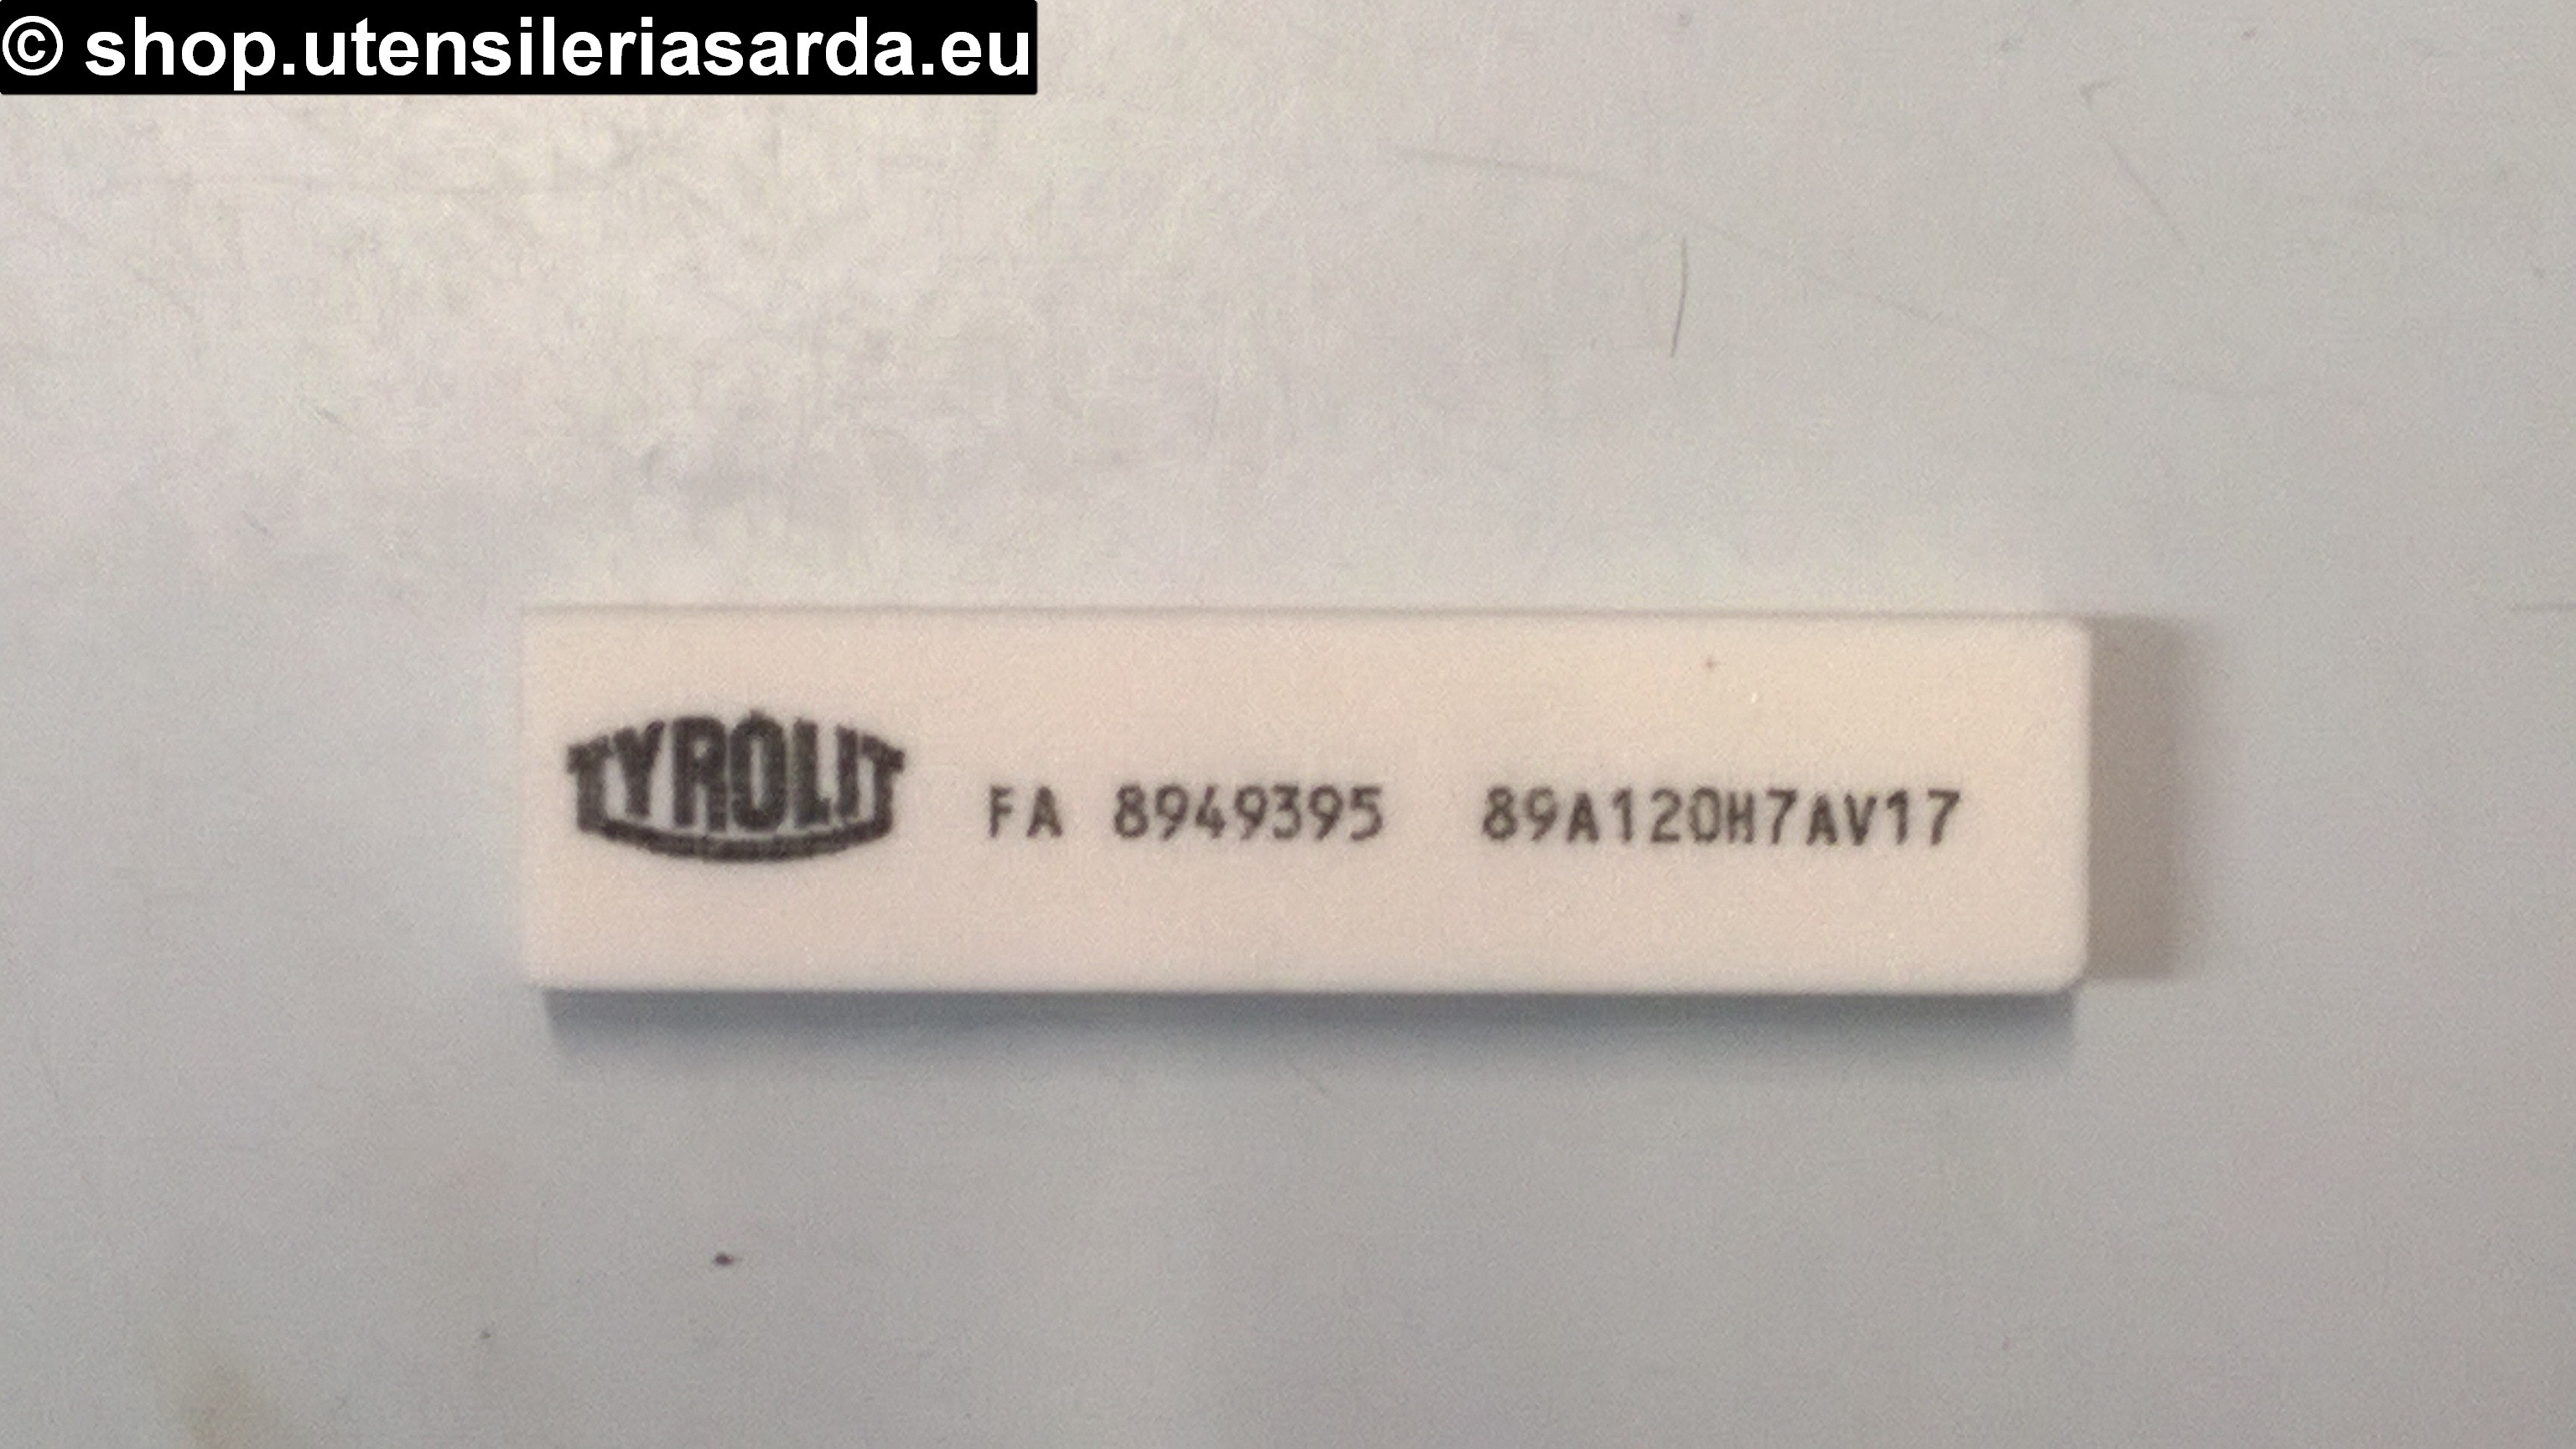 © shop.utensileriasarda.eu
TYROLIT FA 8949395 89A120H7AV17